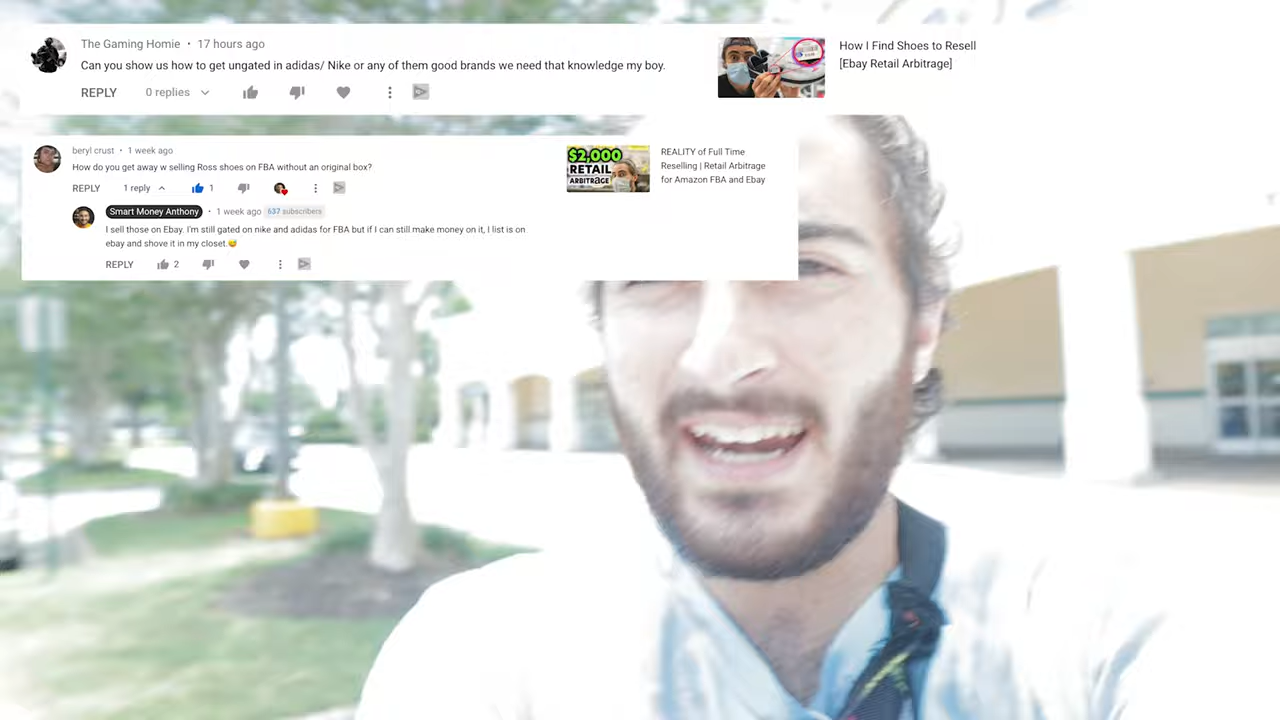 The Gaming Homie • 17 hours ago
Can you show us how to get ungated in adidas/ Nike or any of them good brands we need that knowledge my boy.
REPLY 0 replies
How I Find Shoes to Resell
[Ebay Retail Arbitrage]
beryl crust • 1 week ago
How do you get away w selling Ross shoes on FBA without an original box?
REPLY 1 reply 1
$2,000
RETAIL
ARBITRAGE
REALITY of Full Time
Reselling | Retail Arbitrage
for Amazon FBA and Ebay
Smart Money Anthony • 1 week ago 637 subscribers
I sell those on Ebay. I'm still gated on nike and adidas for FBA but if I can still make money on it, I list is on
ebay and shove it in my closet.😅
REPLY 2